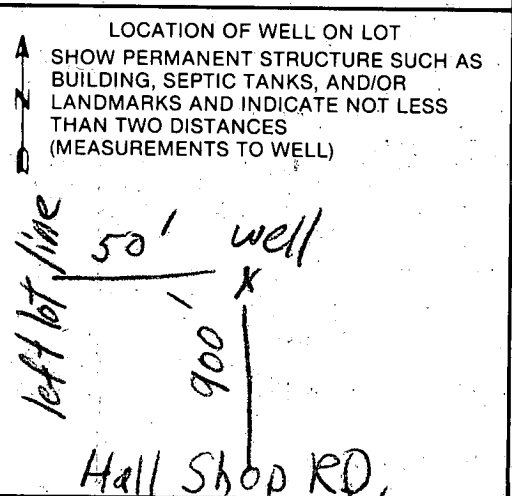 LOCATION OF WELL ON LOT
SHOW PERMANENT STRUCTURE SUCH AS
BUILDING, SEPTIC TANKS, AND/OR
LANDMARKS AND INDICATE NOT LESS
THAN TWO DISTANCES
(MEASUREMENTS TO WELL)
N
left lot line
50' well
X
900'
Hall Shop RD.